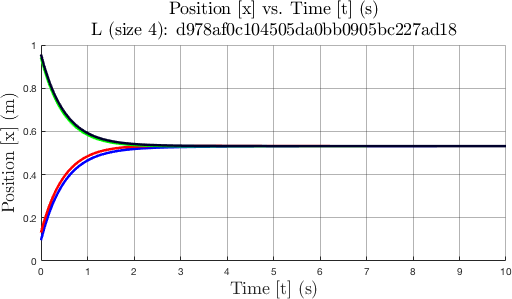 Position [x] vs. Time [t] (s)
L (size 4): d978af0c104505da0bb0905bc227ad18
Position [x] (m)
1
0.8
0.6
0.4
0.2
0
0 1 2 3 4 5 6 7 8 9 10
Time [t] (s)